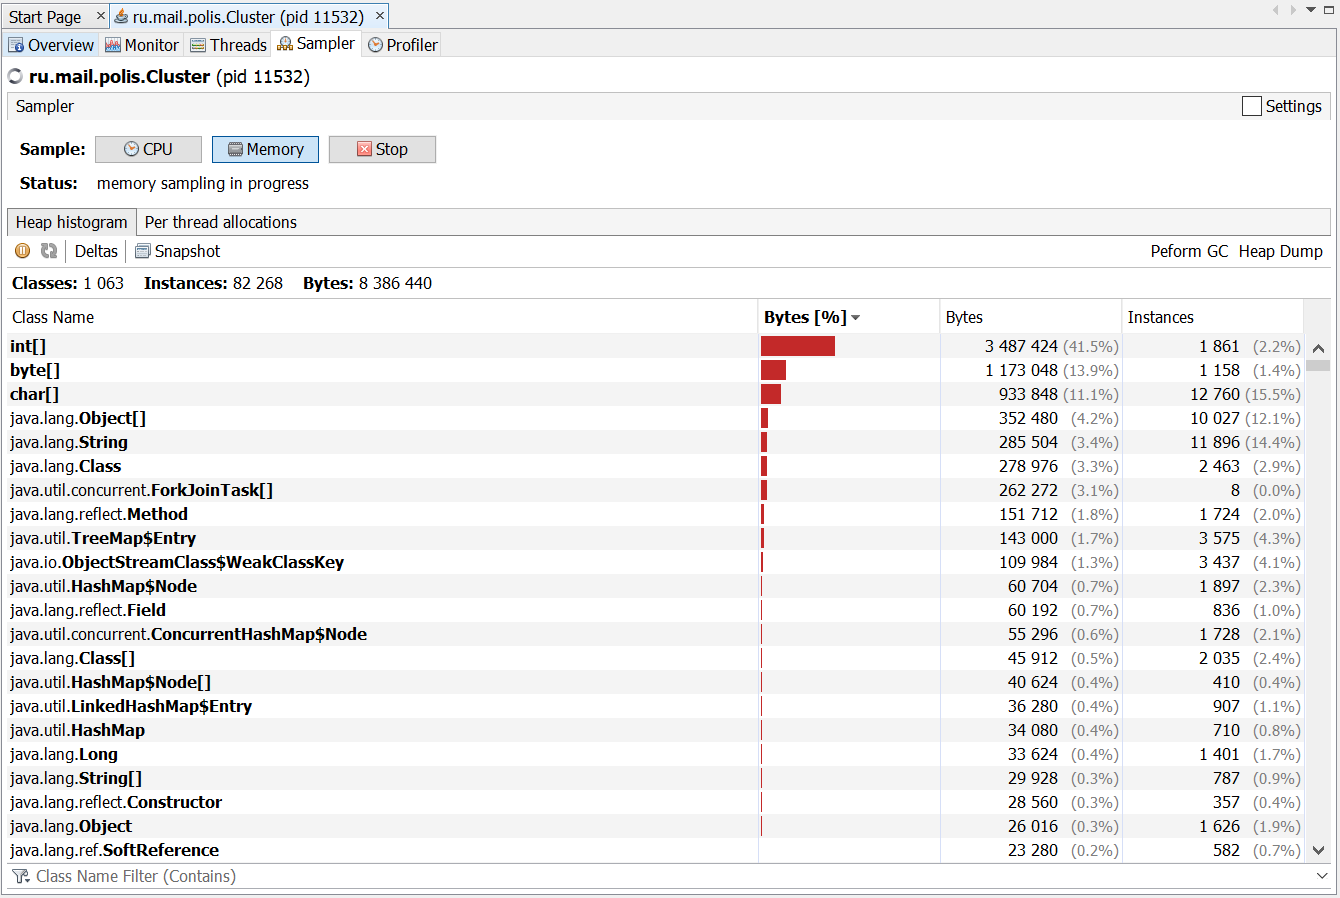 Start Page × ru.mail.polis.Cluster (pid 11532) ×
Overview Monitor Threads Sampler Profiler
ru.mail.polis.Cluster (pid 11532)
Sampler Settings
Sample: CPU Memory Stop
Status: memory sampling in progress
Heap histogram Per thread allocations
Deltas Snapshot Peform GC Heap Dump
Classes: 1 063 Instances: 82 268 Bytes: 8 386 440
Class Name Bytes [%] Bytes Instances
int[] 3 487 424 (41.5%) 1 861 (2.2%)
byte[] 1 173 048 (13.9%) 1 158 (1.4%)
char[] 933 848 (11.1%) 12 760 (15.5%)
java.lang.Object[] 352 480 (4.2%) 10 027 (12.1%)
java.lang.String 285 504 (3.4%) 11 896 (14.4%)
java.lang.Class 278 976 (3.3%) 2 463 (2.9%)
java.util.concurrent.ForkJoinTask[] 262 272 (3.1%) 8 (0.0%)
java.lang.reflect.Method 151 712 (1.8%) 1 724 (2.0%)
java.util.TreeMap$Entry 143 000 (1.7%) 3 575 (4.3%)
java.io.ObjectStreamClass$WeakClassKey 109 984 (1.3%) 3 437 (4.1%)
java.util.HashMap$Node 60 704 (0.7%) 1 897 (2.3%)
java.lang.reflect.Field 60 192 (0.7%) 836 (1.0%)
java.util.concurrent.ConcurrentHashMap$Node 55 296 (0.6%) 1 728 (2.1%)
java.lang.Class[] 45 912 (0.5%) 2 035 (2.4%)
java.util.HashMap$Node[] 40 624 (0.4%) 410 (0.4%)
java.util.LinkedHashMap$Entry 36 280 (0.4%) 907 (1.1%)
java.util.HashMap 34 080 (0.4%) 710 (0.8%)
java.lang.Long 33 624 (0.4%) 1 401 (1.7%)
java.lang.String[] 29 928 (0.3%) 787 (0.9%)
java.lang.reflect.Constructor 28 560 (0.3%) 357 (0.4%)
java.lang.Object 26 016 (0.3%) 1 626 (1.9%)
java.lang.ref.SoftReference 23 280 (0.2%) 582 (0.7%)
Class Name Filter (Contains)